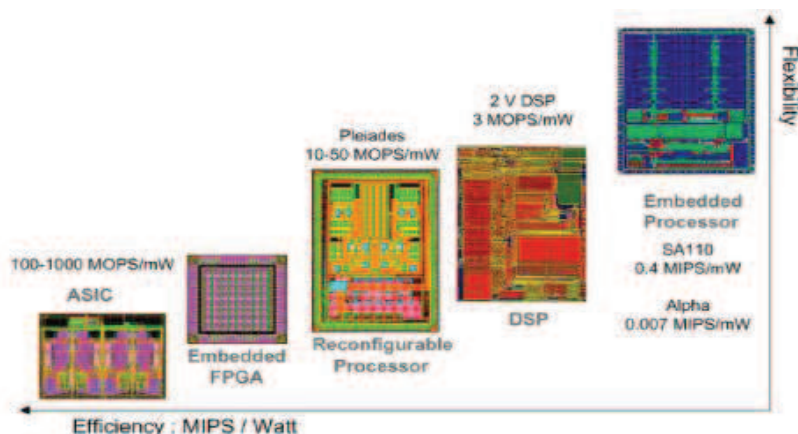 Flexibility
2 V DSP
3 MOPS/mW
Pleiades
10-50 MOPS/mW
Embedded
Processor
SA110
0.4 MIPS/mW
Alpha
0.007 MIPS/mW
100-1000 MOPS/mW
ASIC
Embedded
FPGA
Reconfigurable
Processor
DSP
Efficiency : MIPS / Watt